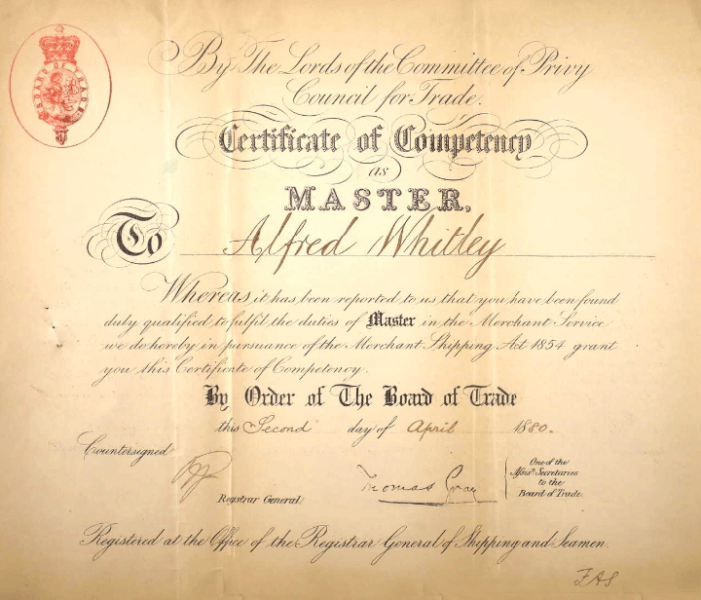 BOARD OF TRADE
By The Lords of the Committee of Privy
Council for Trade.
Certificate of Competency
as
MASTER,
To Alfred Whitley
Whereas it has been reported to us that you have been found
duly qualified to fulfil the duties of Master in the Merchant Service
we do hereby in pursuance of the Merchant Shipping Act 1854 grant
you this Certificate of Competency.
By Order of The Board of Trade
this Second day of April 1880.
Countersigned
Registrar General
Thomas Gray
One of the
Assist. Secretaries
to the
Board of Trade.
Registered at the Office of the Registrar General of Shipping and Seamen.